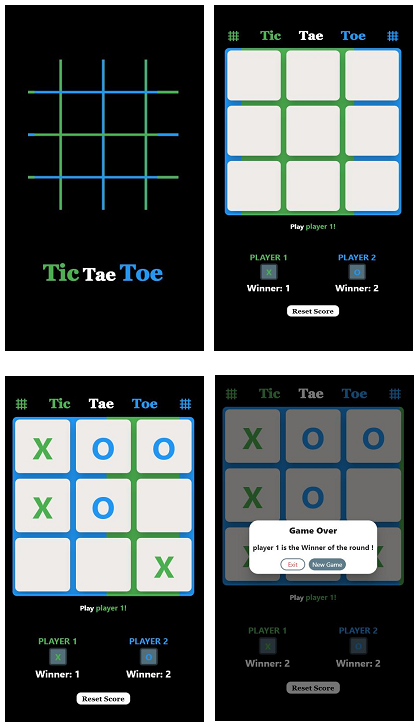 Tic Tae Toe
Tic Tae Toe
Play player 1!
PLAYER 1 PLAYER 2
X O
Winner: 1 Winner: 2
Reset Score
Tic Tae Toe
X O O
X O
X
Play player 1!
PLAYER 1 PLAYER 2
X O
Winner: 1 Winner: 2
Reset Score
Tic Tae Toe
X O O
X O
Game Over
player 1 is the Winner of the round !
Exit New Game
Play player 1!
PLAYER 1 PLAYER 2
X O
Winner: 2 Winner: 2
Reset Score